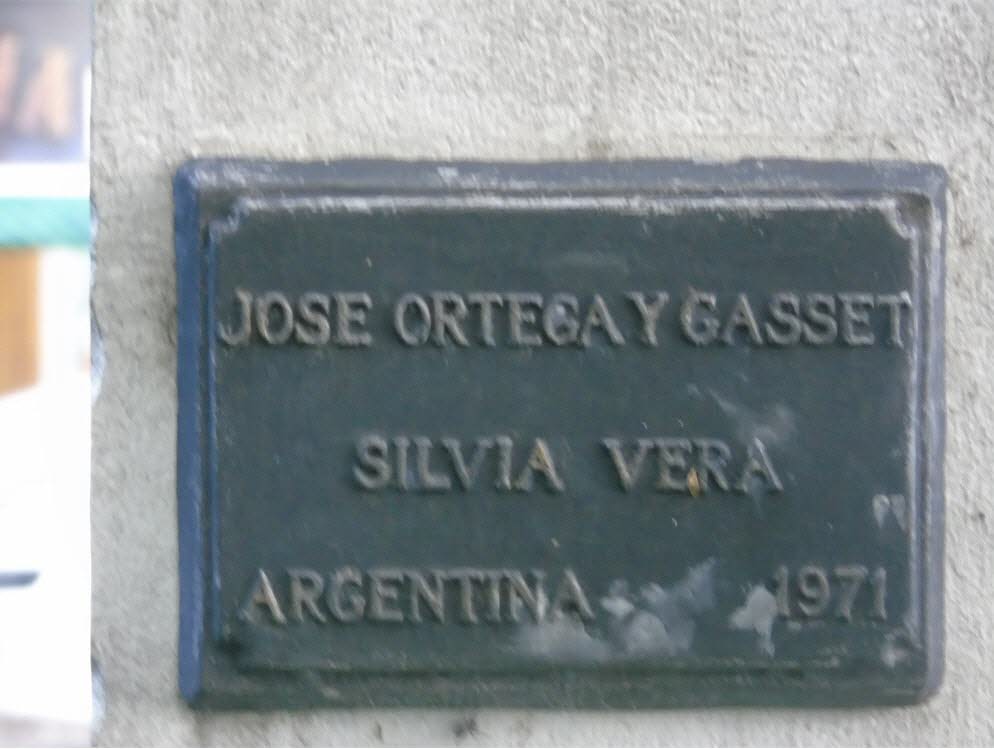 JOSE ORTEGA Y GASSET
SILVIA VERA
ARGENTINA 1971